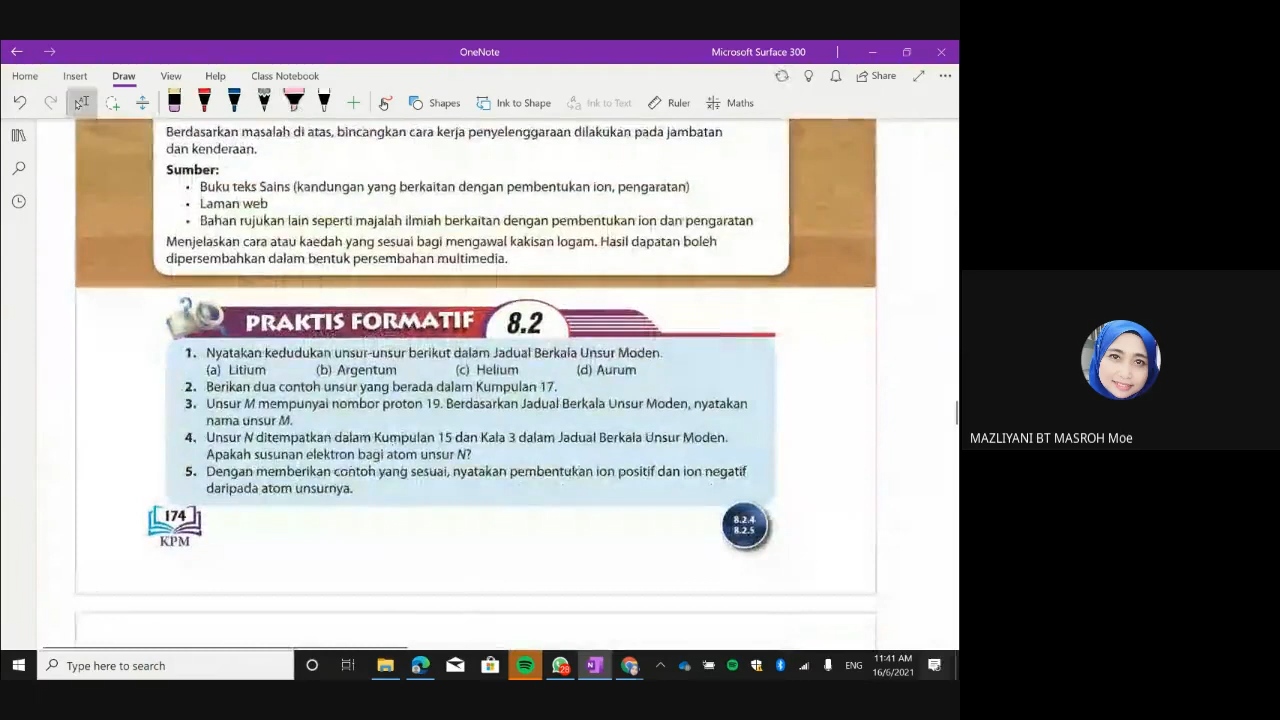 OneNote
Microsoft Surface 300
Home Insert Draw View Help Class Notebook
Share
Shapes Ink to Shape Ink to Text Ruler Maths
Berdasarkan masalah di atas, bincangkan cara kerja penyelenggaraan dilakukan pada jambatan
dan kenderaan.
Sumber:
• Buku teks Sains (kandungan yang berkaitan dengan pembentukan ion, pengaratan)
• Laman web
• Bahan rujukan lain seperti majalah ilmiah berkaitan dengan pembentukan ion dan pengaratan
Menjelaskan cara atau kaedah yang sesuai bagi mengawal kakisan logam. Hasil dapatan boleh
dipersembahkan dalam bentuk persembahan multimedia.
PRAKTIS FORMATIF 8.2
1. Nyatakan kedudukan unsur-unsur berikut dalam Jadual Berkala Unsur Moden.
(a) Litium (b) Argentum (c) Helium (d) Aurum
2. Berikan dua contoh unsur yang berada dalam Kumpulan 17.
3. Unsur M mempunyai nombor proton 19. Berdasarkan Jadual Berkala Unsur Moden, nyatakan
nama unsur M.
4. Unsur N ditempatkan dalam Kumpulan 15 dan Kala 3 dalam Jadual Berkala Unsur Moden.
Apakah susunan elektron bagi atom unsur N?
5. Dengan memberikan contoh yang sesuai, nyatakan pembentukan ion positif dan ion negatif
daripada atom unsurnya.
174
KPM
8.2.4
8.2.5
MAZLIYANI BT MASROH Moe
Type here to search
28
ENG
11:41 AM
16/6/2021